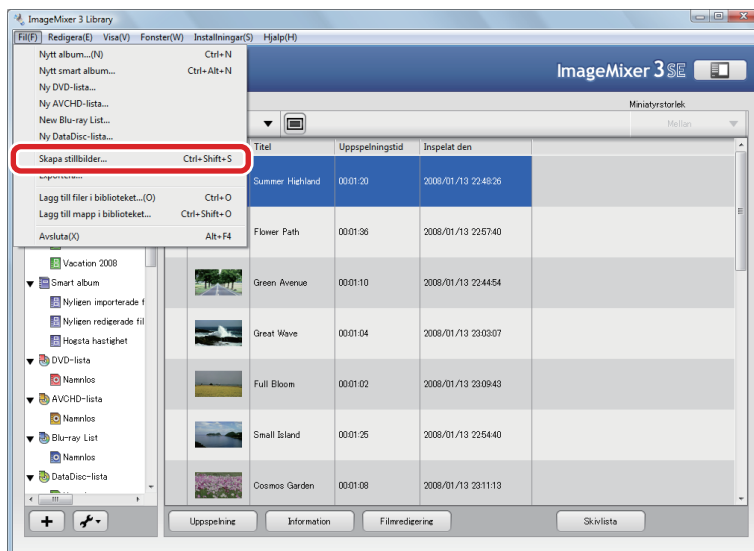 ImageMixer 3 Library
Fil(F) Redigera(E) Visa(V) Fonster(W) Installningar(S) Hjalp(H)
Nytt album...(N) Ctrl+N
Nytt smart album... Ctrl+Alt+N
Ny DVD-lista...
Ny AVCHD-lista...
New Blu-ray List...
Ny DataDisc-lista...
Skapa stillbilder... Ctrl+Shift+S
Exportera...
Lagg till filer i biblioteket...(O) Ctrl+O
Lagg till mapp i biblioteket... Ctrl+Shift+O
Avsluta(X) Alt+F4
ImageMixer 3 SE
Miniatyrstorlek
Mellan
Titel Uppspelningstid Inspelat den
Summer Highland 00:01:20 2008/01/13 22:48:26
Flower Path 00:01:36 2008/01/13 22:57:40
Green Avenue 00:01:10 2008/01/13 22:44:54
Great Wave 00:01:04 2008/01/13 23:03:07
Full Bloom 00:01:02 2008/01/13 23:09:43
Small Island 00:01:25 2008/01/13 22:54:40
Cosmos Garden 00:01:08 2008/01/13 23:11:13
Vacation 2008
Smart album
Nyligen importerade f
Nyligen redigerade fil
Hogsta hastighet
DVD-lista
Namnlos
AVCHD-lista
Namnlos
Blu-ray List
Namnlos
DataDisc-lista
Uppspelning Information Filmredigering Skivlista